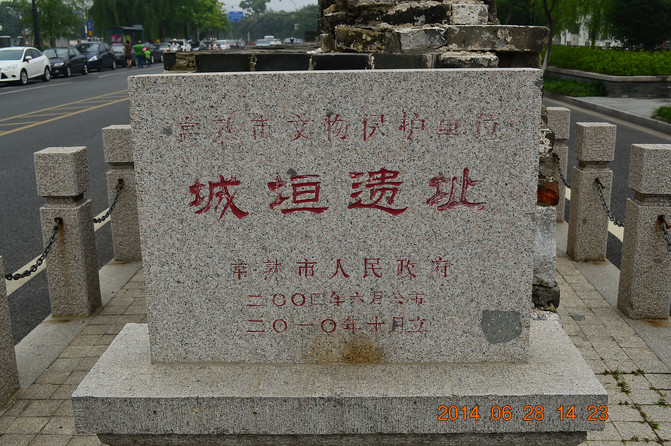 常熟市文物保护单位
城垣遗址
常熟市人民政府
二〇〇四年六月公布
二〇一〇年十月立
2014 06 28 14 23